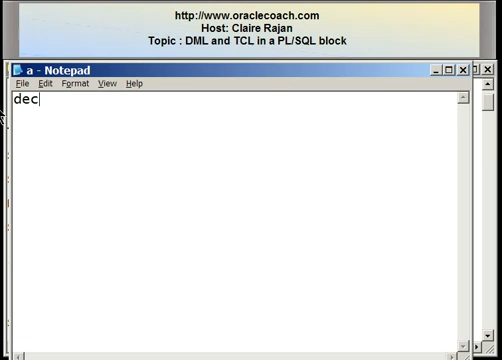 http://www.oraclecoach.com
Host: Claire Rajan
Topic : DML and TCL in a PL/SQL block
a - Notepad
File Edit Format View Help
dec